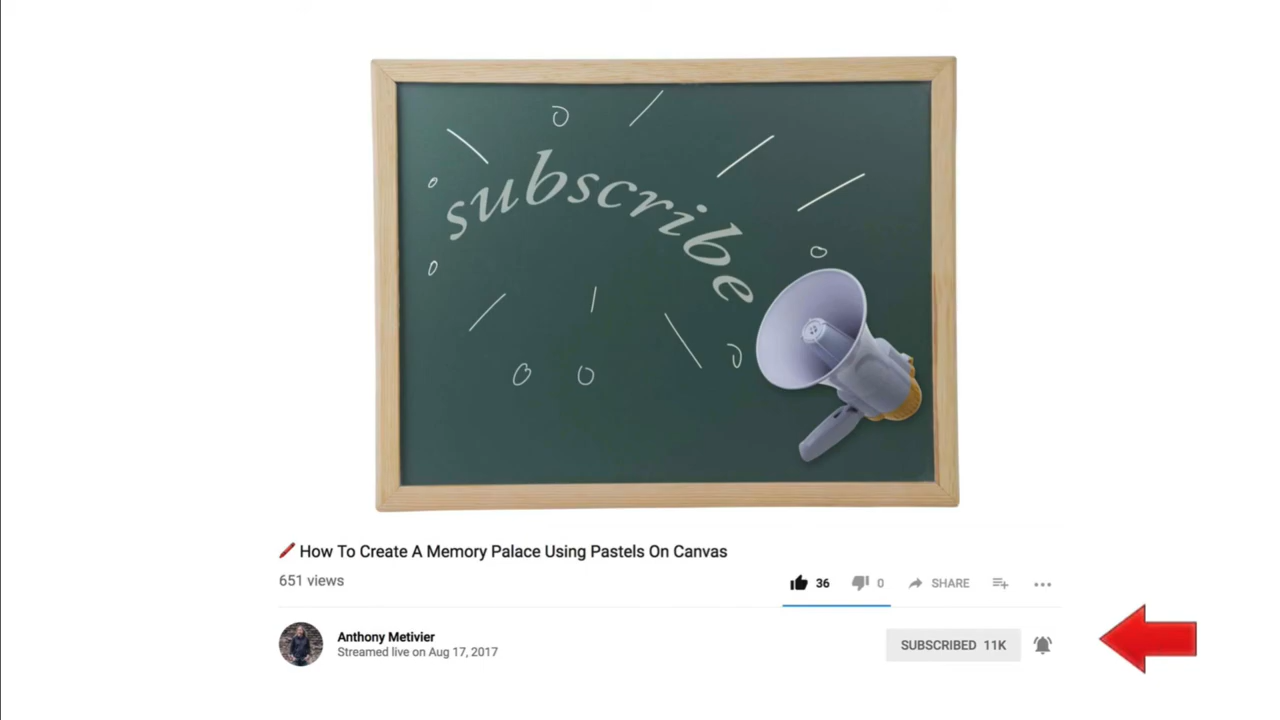 subscribe
How To Create A Memory Palace Using Pastels On Canvas
651 views
36
0
SHARE
Anthony Metivier
SUBSCRIBED 11K
Streamed live on Aug 17, 2017